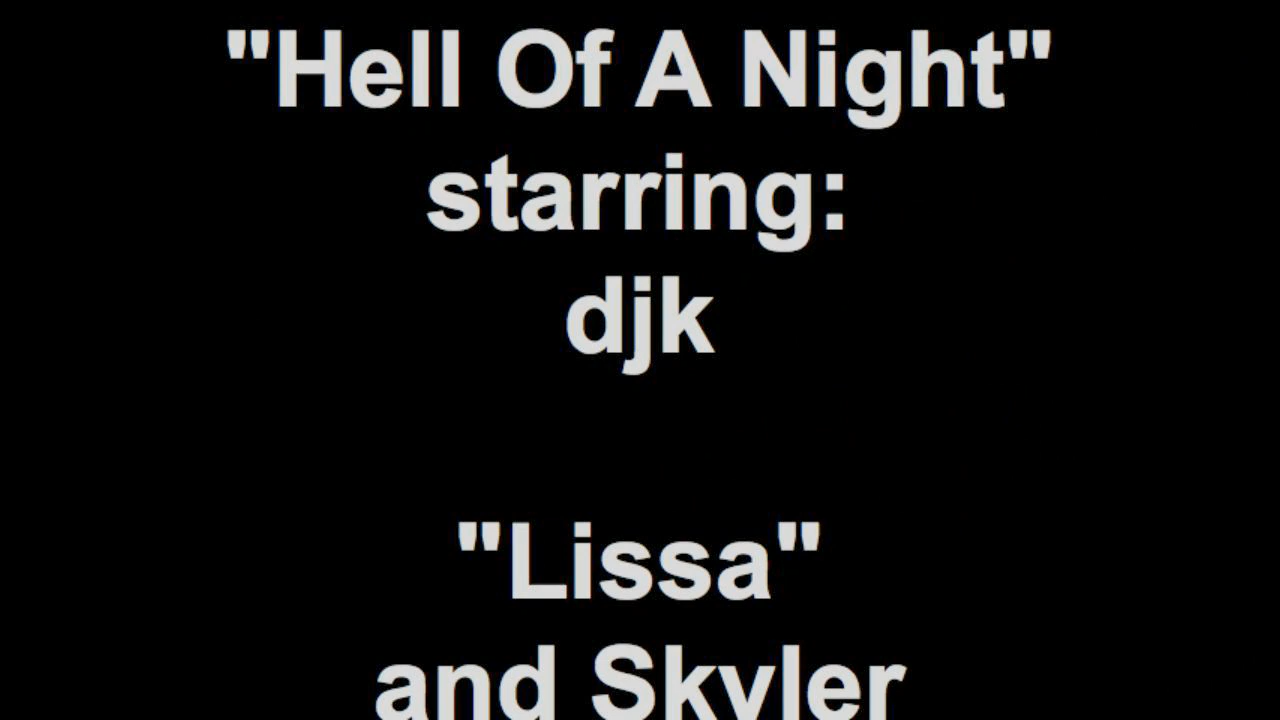 "Hell Of A Night"
starring:
djk
"Lissa"
and Skyler